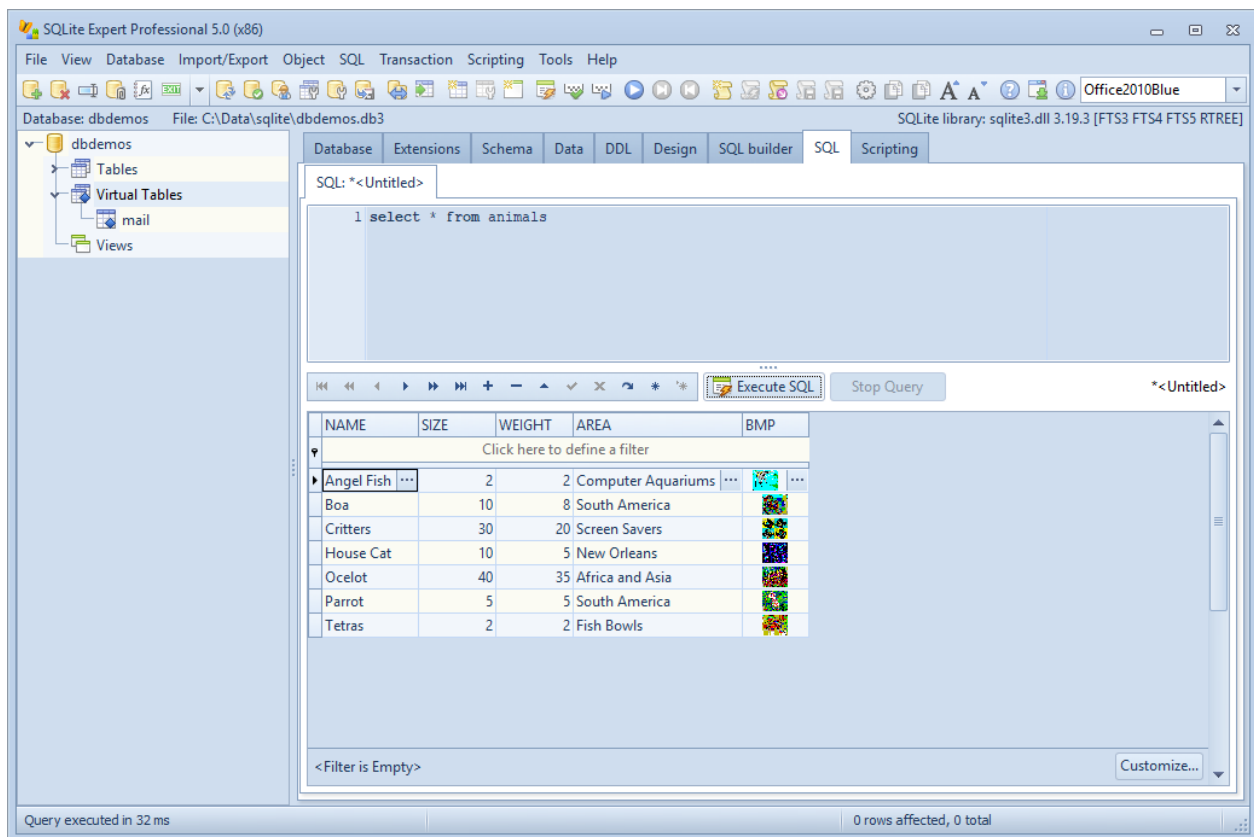 SQLite Expert Professional 5.0 (x86)
File View Database Import/Export Object SQL Transaction Scripting Tools Help
Office2010Blue
Database: dbdemos File: C:\Data\sqlite\dbdemos.db3 SQLite library: sqlite3.dll 3.19.3 [FTS3 FTS4 FTS5 RTREE]
dbdemos
Tables
Virtual Tables
mail
Views
Database Extensions Schema Data DDL Design SQL builder SQL Scripting
SQL: *<Untitled>
1 select * from animals
Execute SQL Stop Query *<Untitled>
NAME SIZE WEIGHT AREA BMP
Click here to define a filter
Angel Fish ... 2 2 Computer Aquariums ... ...
Boa 10 8 South America
Critters 30 20 Screen Savers
House Cat 10 5 New Orleans
Ocelot 40 35 Africa and Asia
Parrot 5 5 South America
Tetras 2 2 Fish Bowls
<Filter is Empty> Customize...
Query executed in 32 ms 0 rows affected, 0 total